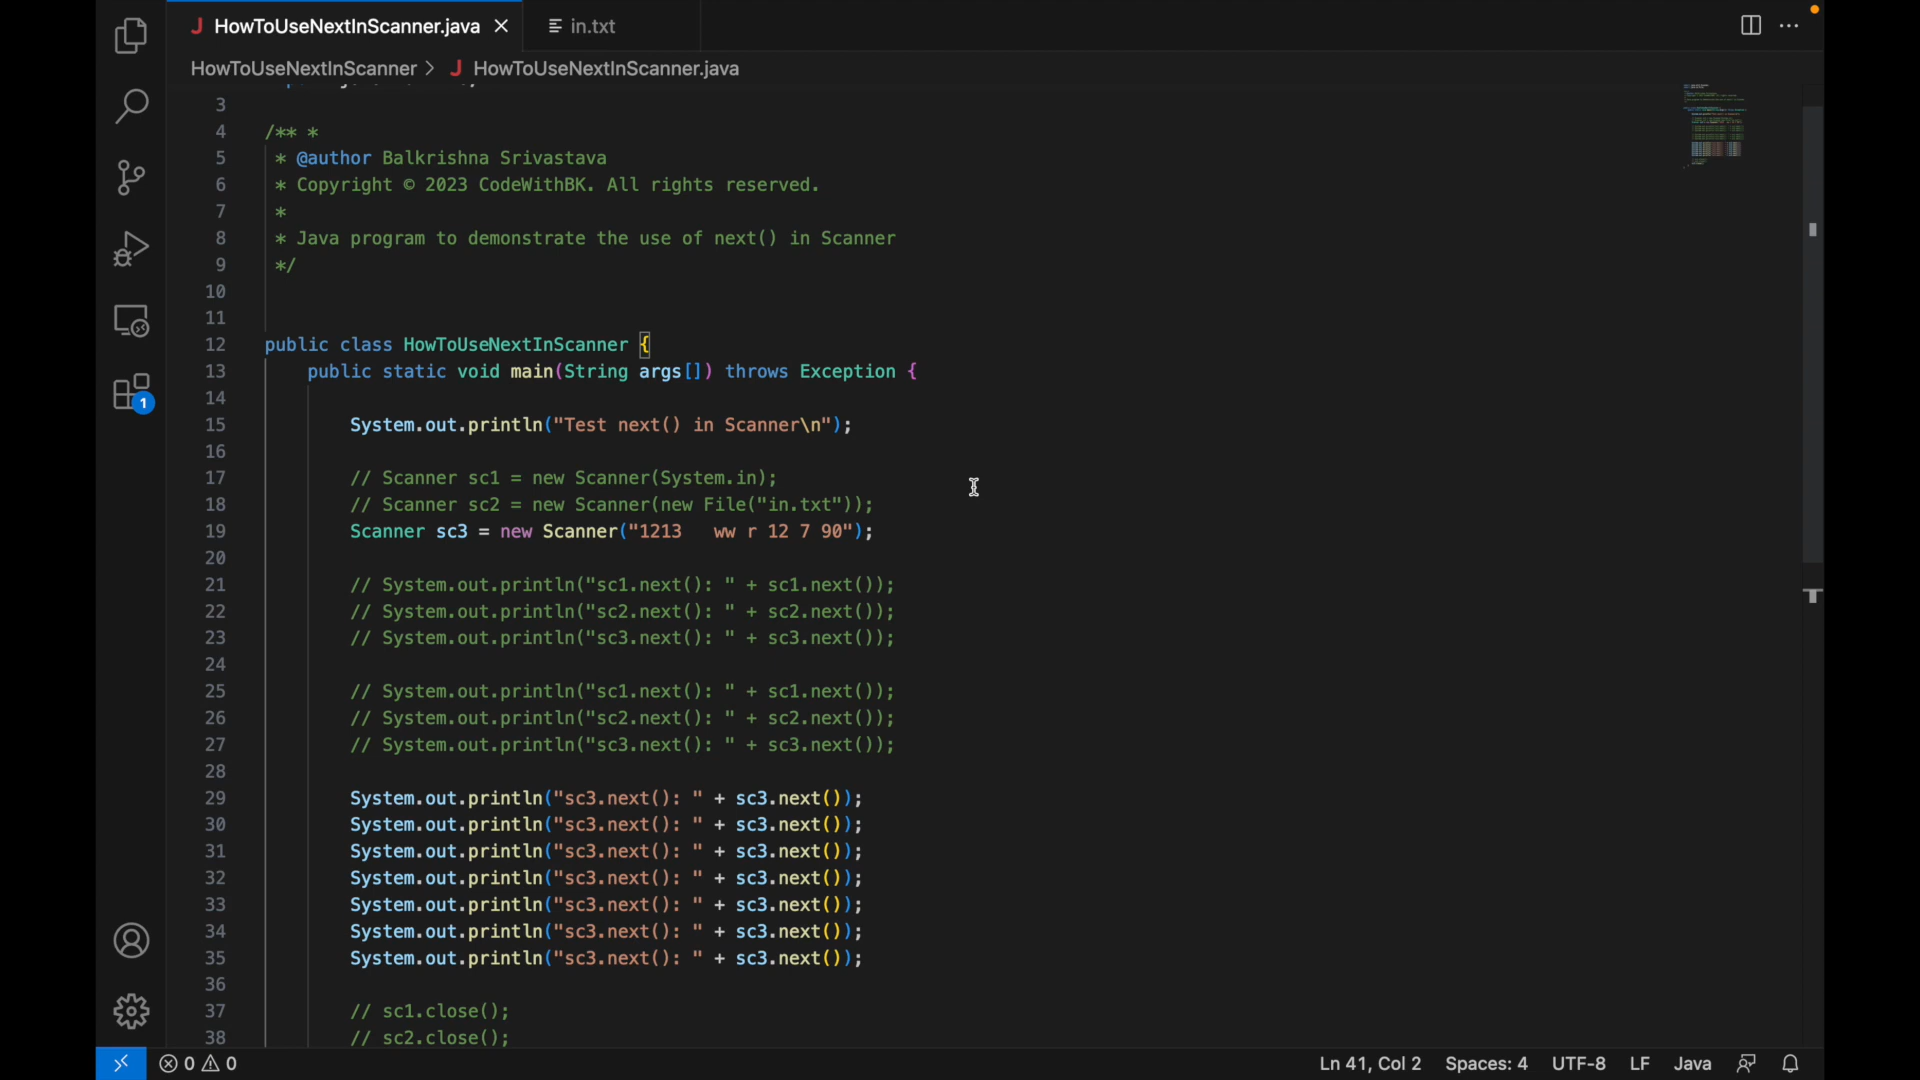 HowToUseNextInScanner.java
in.txt
HowToUseNextInScanner > HowToUseNextInScanner.java
3
4 /** *
5 * @author Balkrishna Srivastava
6 * Copyright © 2023 CodeWithBK. All rights reserved.
7 *
8 * Java program to demonstrate the use of next() in Scanner
9 */
10
11
12 public class HowToUseNextInScanner {
13 public static void main(String args[]) throws Exception {
14
15 System.out.println("Test next() in Scanner\n");
16
17 // Scanner sc1 = new Scanner(System.in);
18 // Scanner sc2 = new Scanner(new File("in.txt"));
19 Scanner sc3 = new Scanner("1213   ww r 12 7 90");
20
21 // System.out.println("sc1.next(): " + sc1.next());
22 // System.out.println("sc2.next(): " + sc2.next());
23 // System.out.println("sc3.next(): " + sc3.next());
24
25 // System.out.println("sc1.next(): " + sc1.next());
26 // System.out.println("sc2.next(): " + sc2.next());
27 // System.out.println("sc3.next(): " + sc3.next());
28
29 System.out.println("sc3.next(): " + sc3.next());
30 System.out.println("sc3.next(): " + sc3.next());
31 System.out.println("sc3.next(): " + sc3.next());
32 System.out.println("sc3.next(): " + sc3.next());
33 System.out.println("sc3.next(): " + sc3.next());
34 System.out.println("sc3.next(): " + sc3.next());
35 System.out.println("sc3.next(): " + sc3.next());
36
37 // sc1.close();
38 // sc2.close();
1
0 0 Ln 41, Col 2 Spaces: 4 UTF-8 LF Java